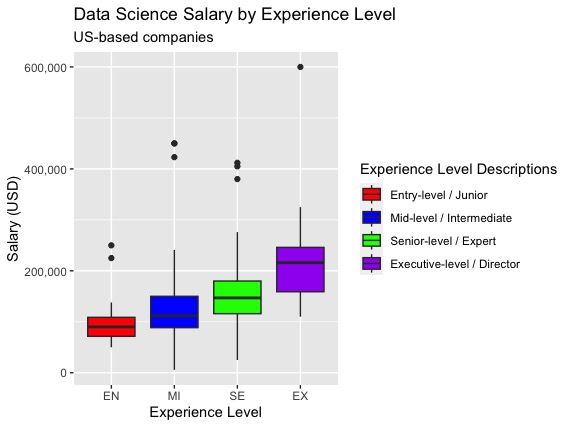 Data Science Salary by Experience Level
US-based companies
600,000
400,000
200,000
0
Salary (USD)
EN
MI
SE
EX
Experience Level
Experience Level Descriptions
Entry-level / Junior
Mid-level / Intermediate
Senior-level / Expert
Executive-level / Director